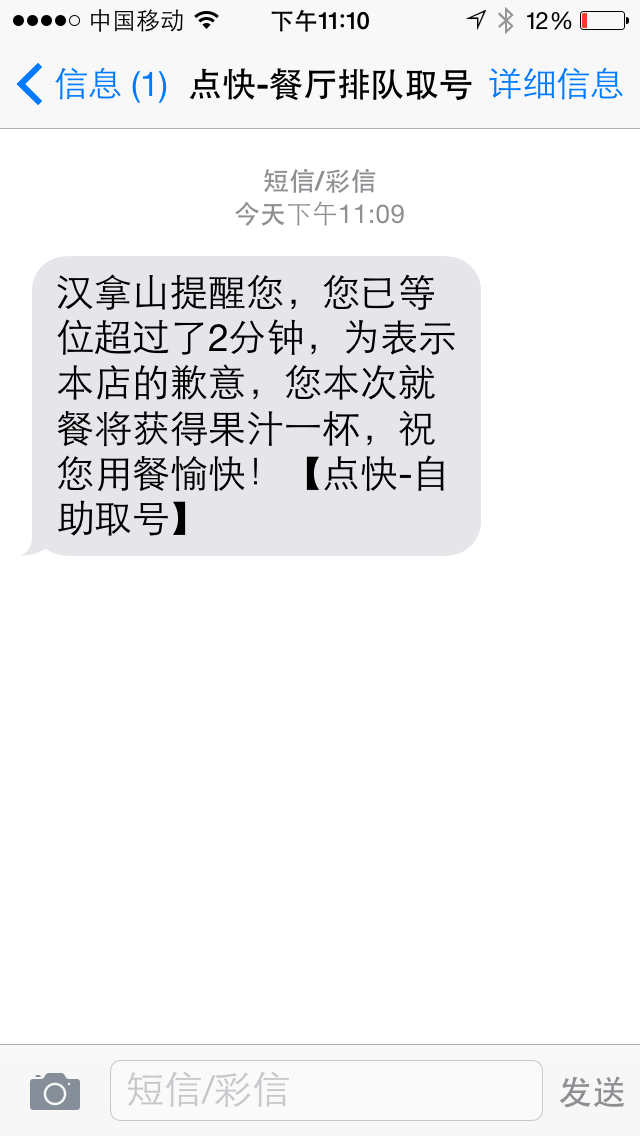 中国移动 下午11:10 12%
信息 (1) 点快-餐厅排队取号 详细信息
短信/彩信
今天下午11:09
汉拿山提醒您，您已等
位超过了2分钟，为表示
本店的歉意，您本次就
餐将获得果汁一杯，祝
您用餐愉快！【点快-自
助取号】
短信/彩信 发送